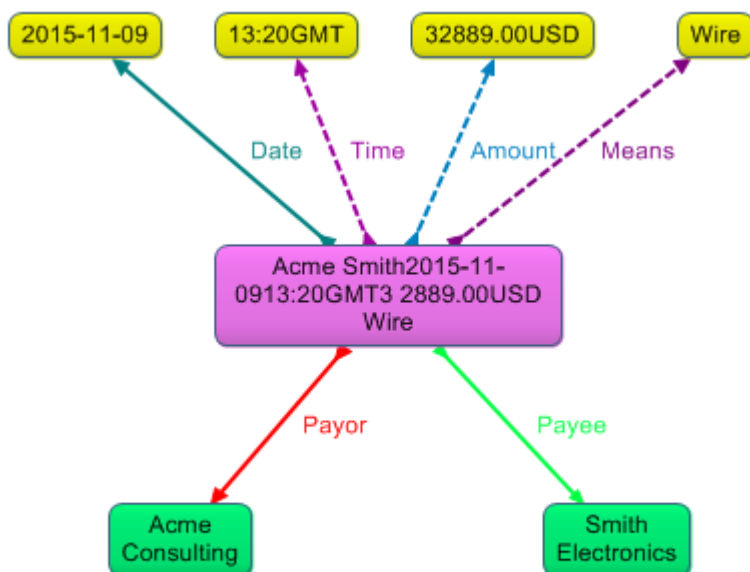 2015-11-09
13:20GMT
32889.00USD
Wire
Date
Time
Amount
Means
Acme Smith2015-11-
0913:20GMT3 2889.00USD
Wire
Payor
Payee
Acme
Consulting
Smith
Electronics